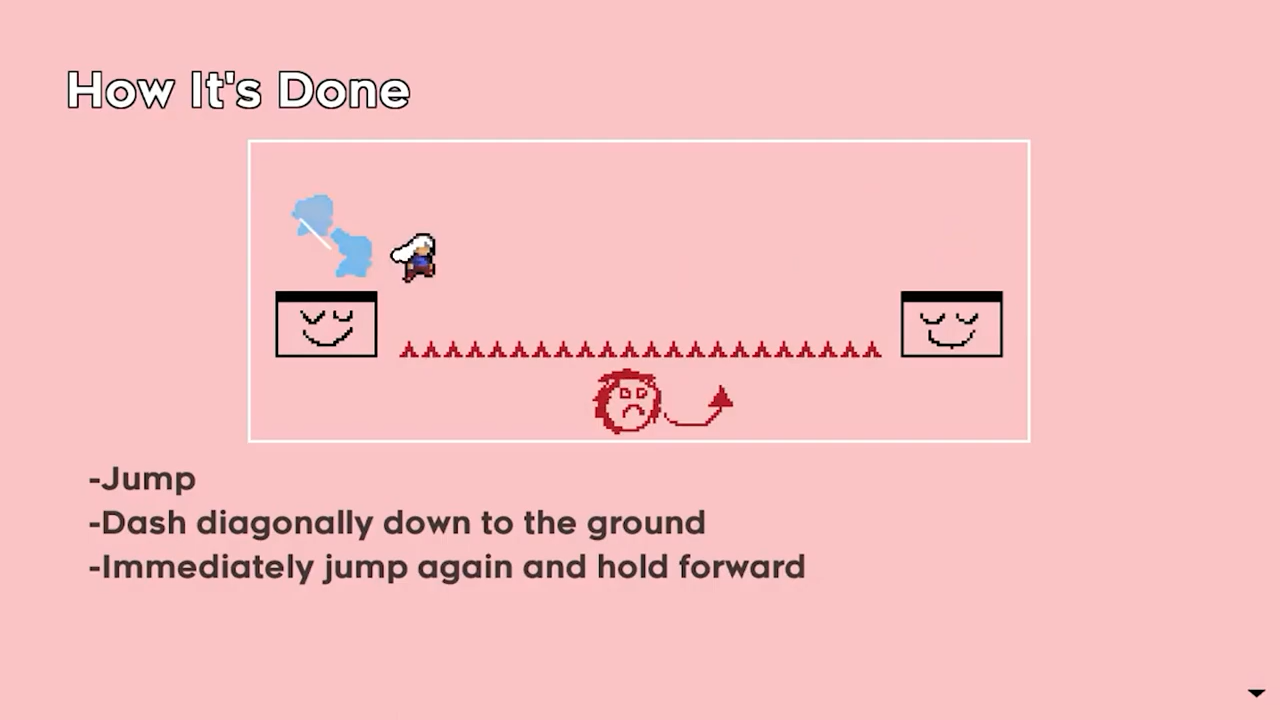 How It's Done
-Jump
-Dash diagonally down to the ground
-Immediately jump again and hold forward